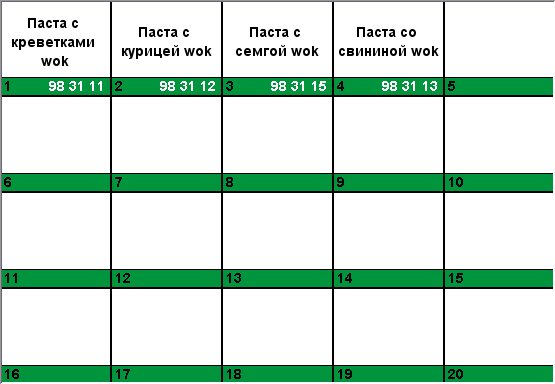 Паста с
креветками
wok
Паста с
курицей wok
Паста с
семгой wok
Паста со
свининой wok
1 98 31 11 2 98 31 12 3 98 31 15 4 98 31 13 5
6 7 8 9 10
11 12 13 14 15
16 17 18 19 20